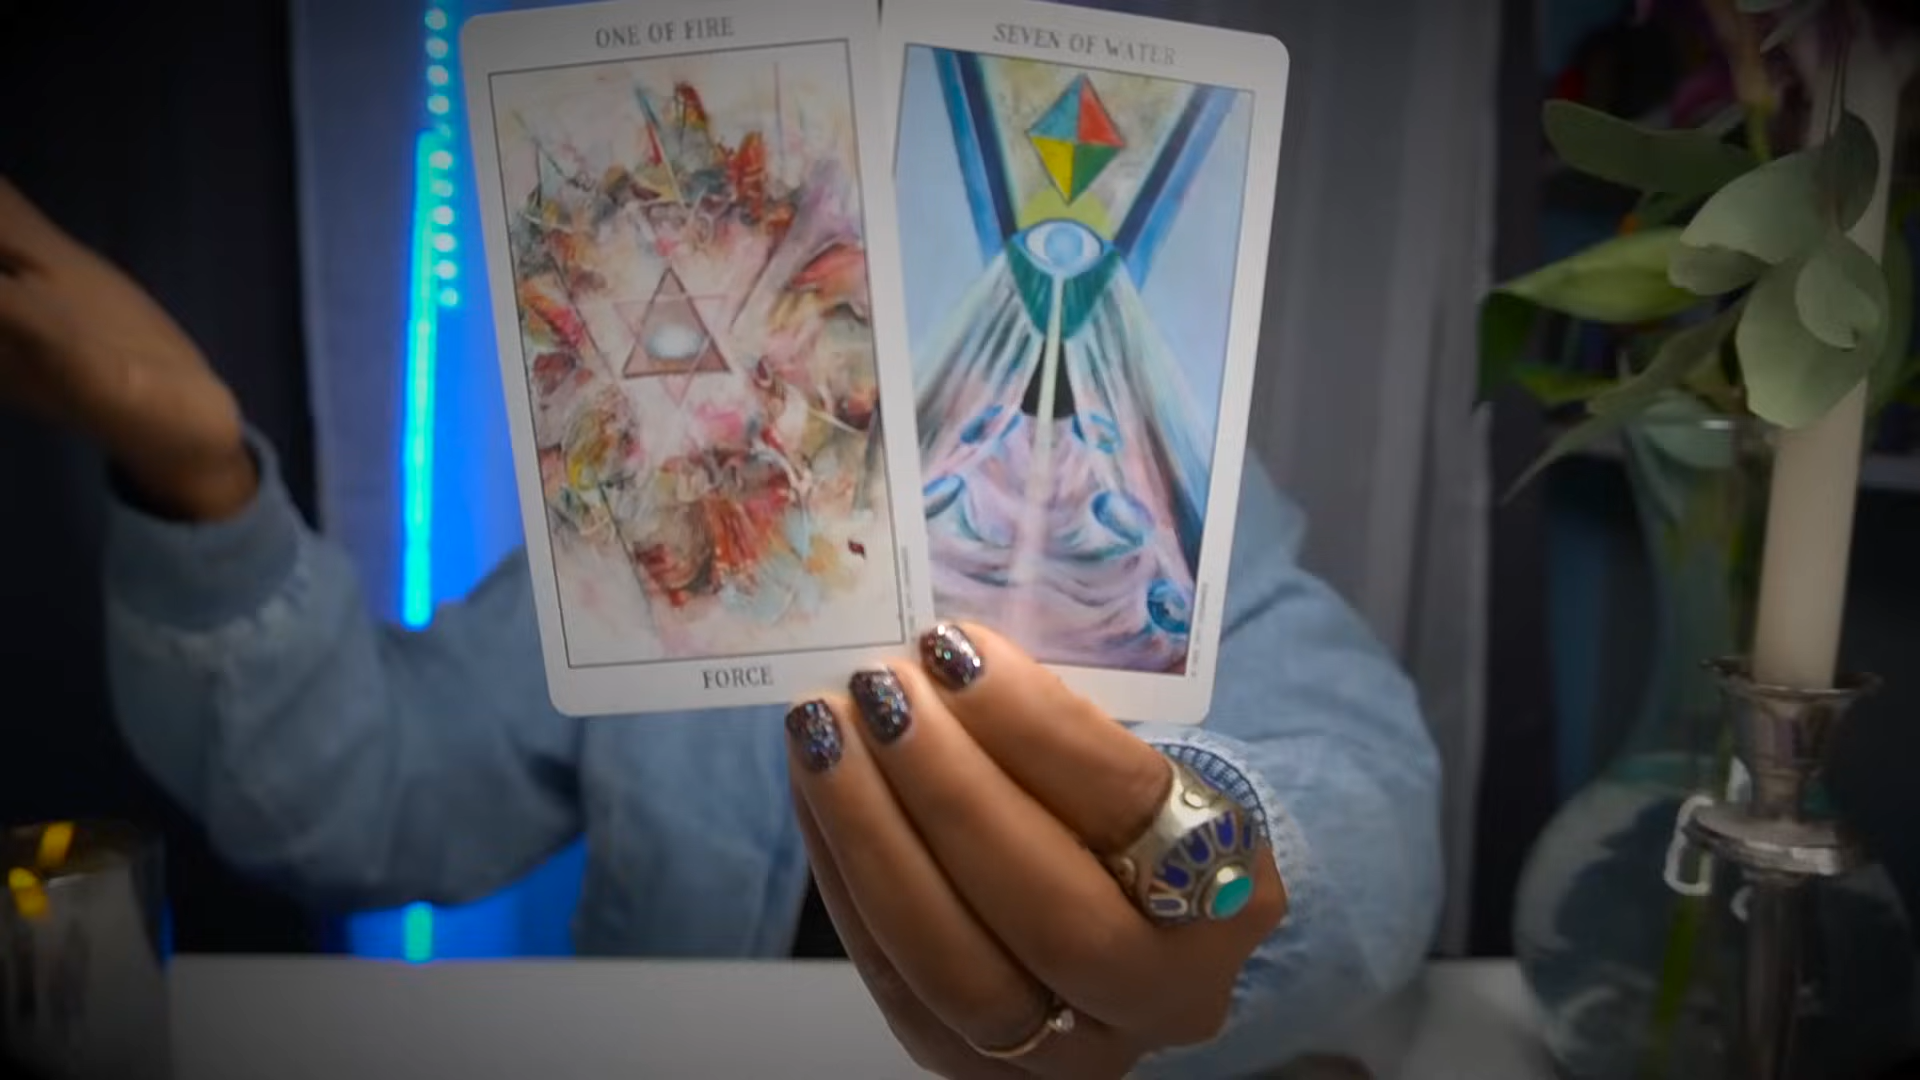 ONE OF FIRE
SEVEN OF WATER
FORCE